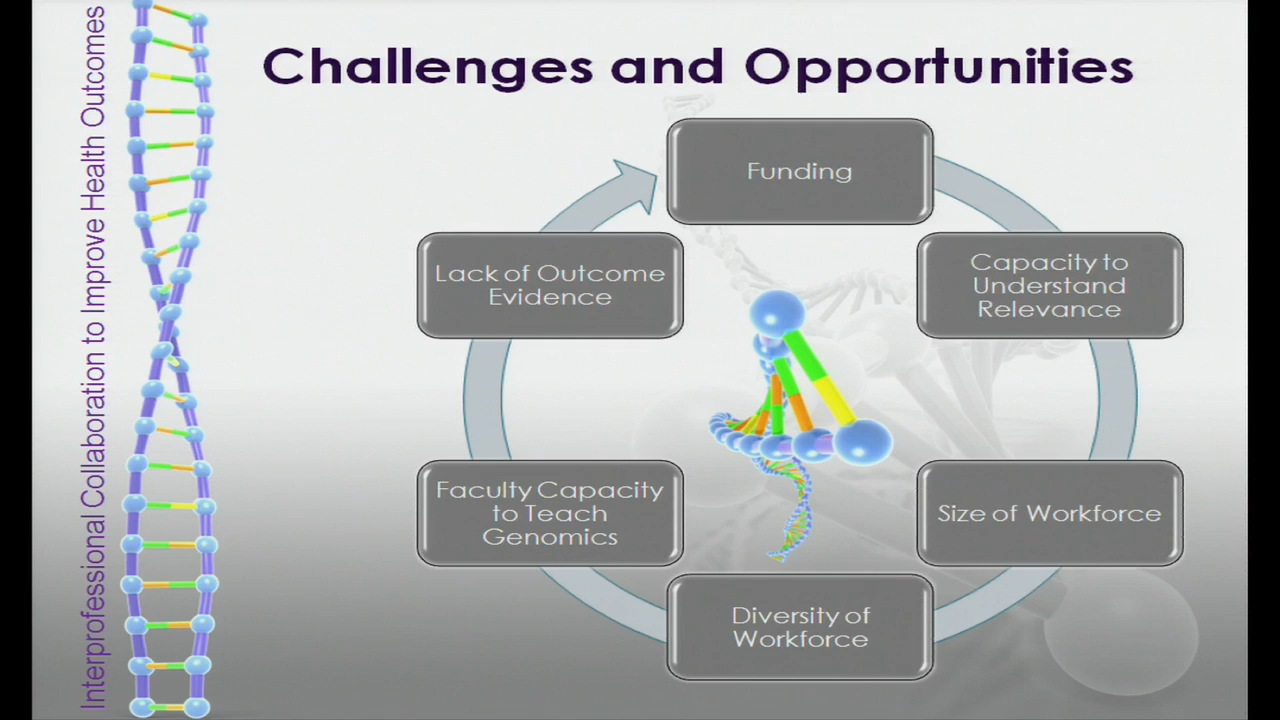 Interprofessional Collaboration to Improve Health Outcomes
Challenges and Opportunities
Funding
Capacity to
Understand
Relevance
Size of Workforce
Diversity of
Workforce
Faculty Capacity
to Teach
Genomics
Lack of Outcome
Evidence